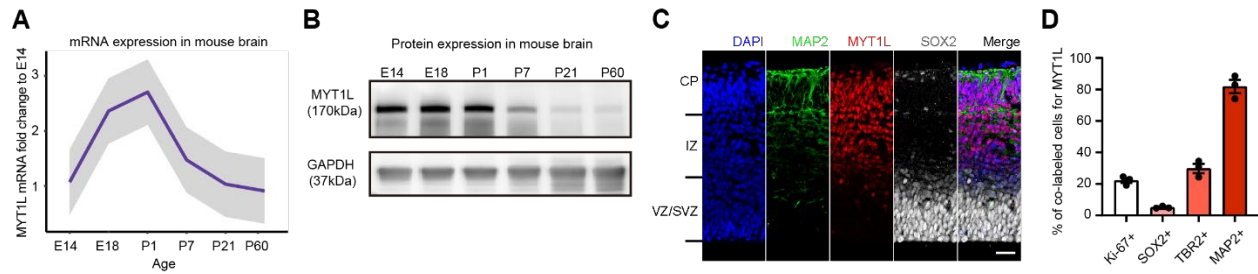 A
mRNA expression in mouse brain
MYT1L mRNA fold change to E14
3
2
1
E14 E18 P1 P7 P21 P60
Age
B
Protein expression in mouse brain
E14 E18 P1 P7 P21 P60
MYT1L
(170kDa)
GAPDH
(37kDa)
C
DAPI MAP2 MYT1L SOX2 Merge
CP
IZ
VZ/SVZ
D
% of co-labeled cells for MYT1L
100
80
60
40
20
0
Ki-67+ SOX2+ TBR2+ MAP2+